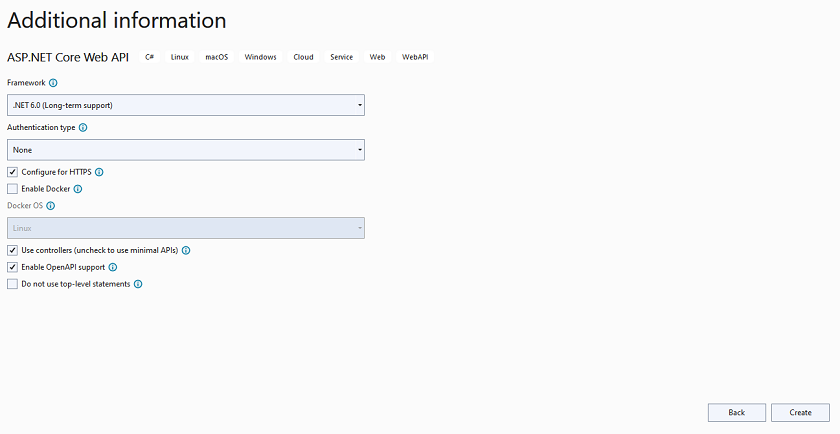 Additional information
ASP.NET Core Web API C# Linux macOS Windows Cloud Service Web WebAPI
Framework
.NET 6.0 (Long-term support)
Authentication type
None
Configure for HTTPS
Enable Docker
Docker OS
Linux
Use controllers (uncheck to use minimal APIs)
Enable OpenAPI support
Do not use top-level statements
Back Create